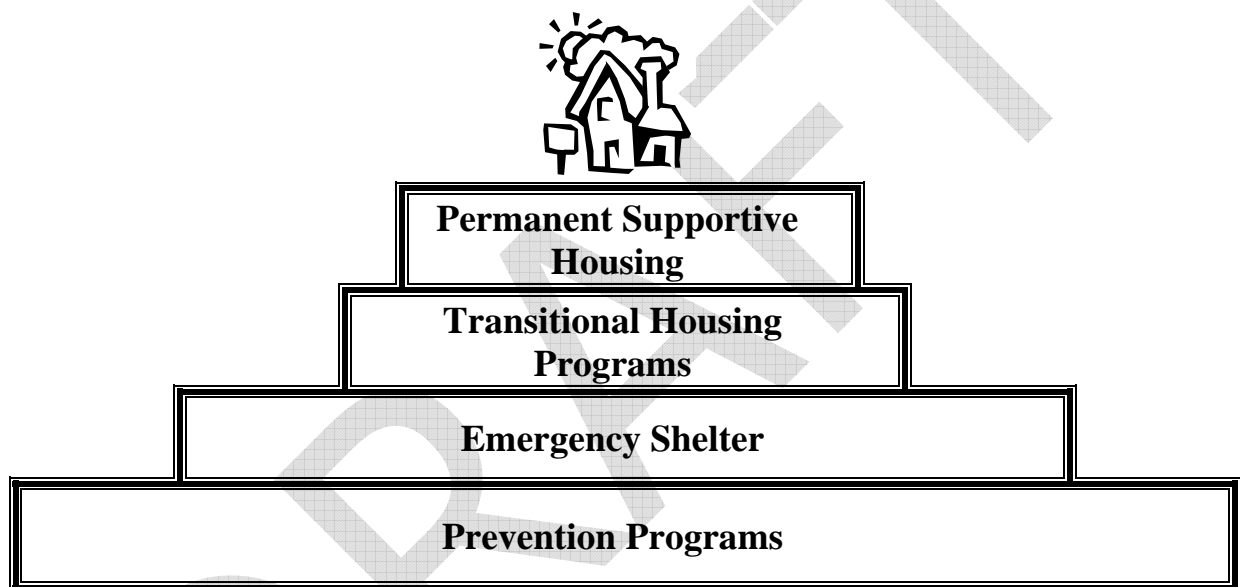 Permanent Supportive
Housing
Transitional Housing
Programs
Emergency Shelter
Prevention Programs
DRAFT